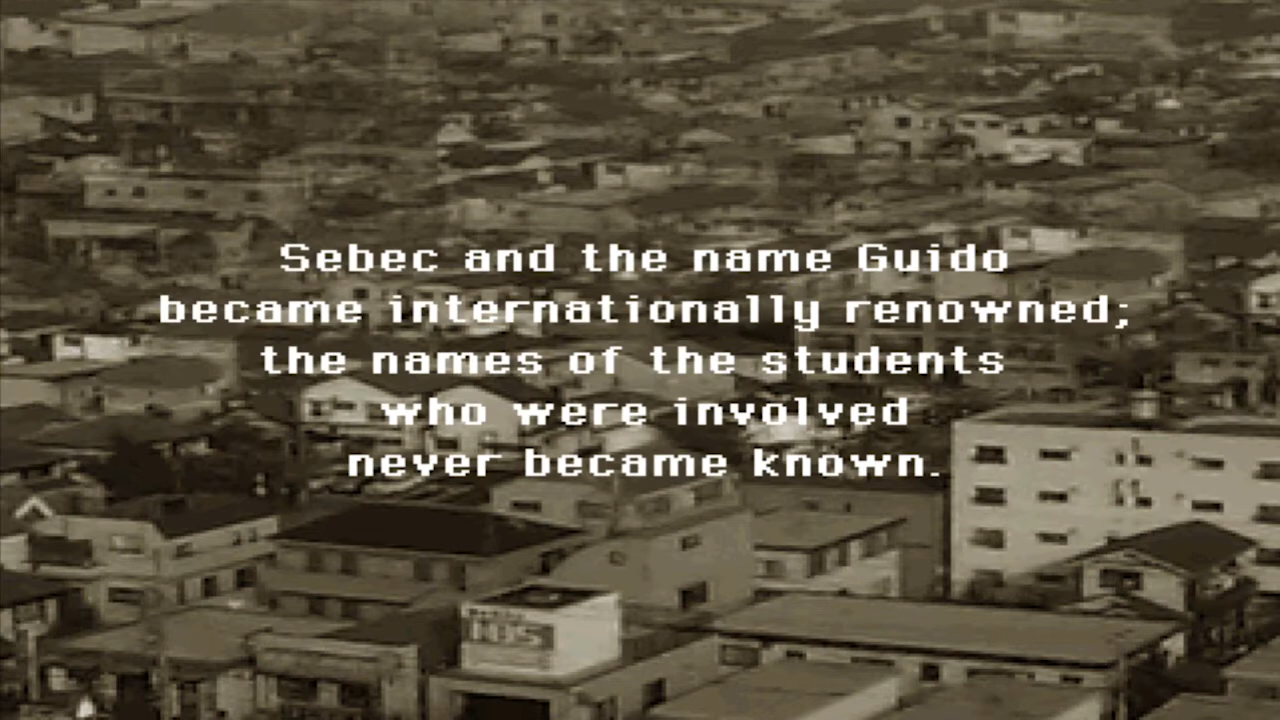 Sebec and the name Guido
became internationally renowned;
the names of the students
who were involved
never became known.